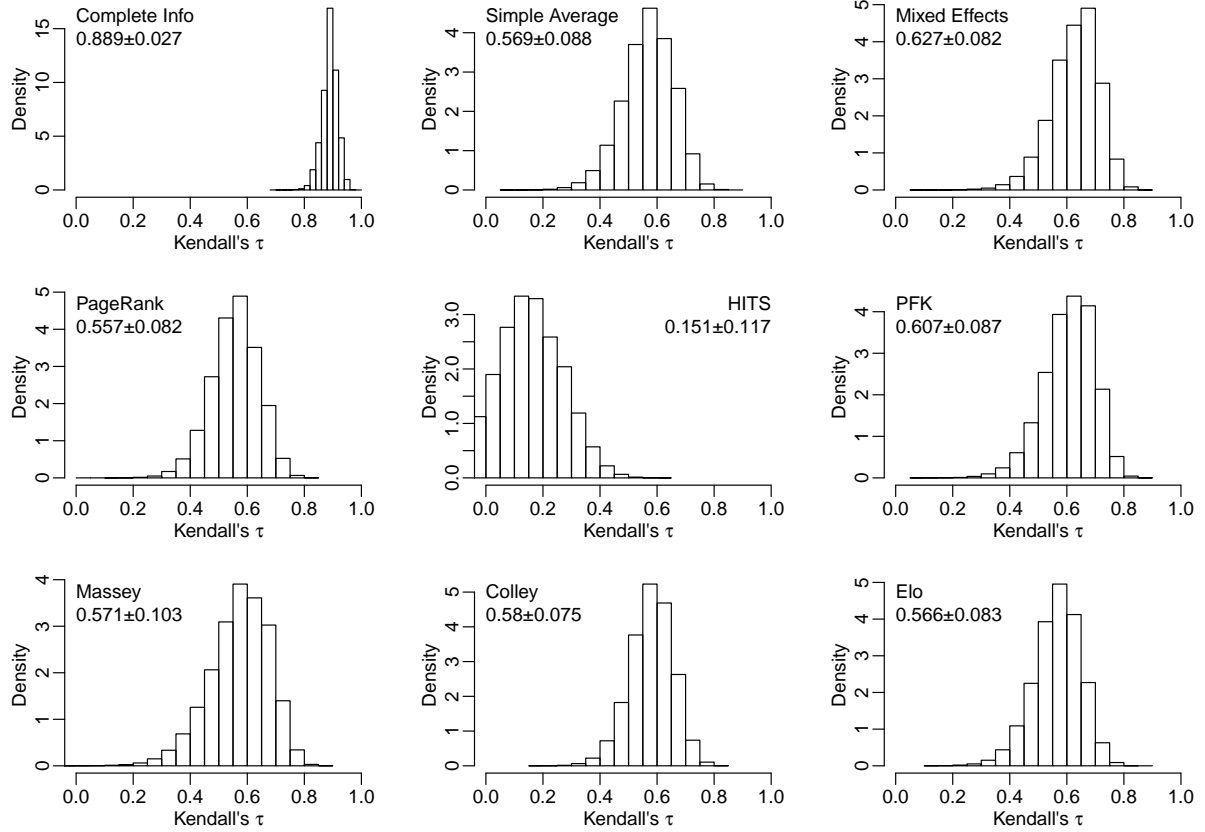 Complete Info
0.889±0.027
Density
0 5 10 15
0.0 0.2 0.4 0.6 0.8 1.0
Kendall's τ
Simple Average
0.569±0.088
Density
0 1 2 3 4
0.0 0.2 0.4 0.6 0.8 1.0
Kendall's τ
Mixed Effects
0.627±0.082
Density
0 1 2 3 4 5
0.0 0.2 0.4 0.6 0.8 1.0
Kendall's τ
PageRank
0.557±0.082
Density
0 1 2 3 4 5
0.0 0.2 0.4 0.6 0.8 1.0
Kendall's τ
HITS
0.151±0.117
Density
0.0 1.0 2.0 3.0
0.0 0.2 0.4 0.6 0.8 1.0
Kendall's τ
PFK
0.607±0.087
Density
0 1 2 3 4
0.0 0.2 0.4 0.6 0.8 1.0
Kendall's τ
Massey
0.571±0.103
Density
0 1 2 3 4
0.0 0.2 0.4 0.6 0.8 1.0
Kendall's τ
Colley
0.58±0.075
Density
0 1 2 3 4 5
0.0 0.2 0.4 0.6 0.8 1.0
Kendall's τ
Elo
0.566±0.083
Density
0 1 2 3 4 5
0.0 0.2 0.4 0.6 0.8 1.0
Kendall's τ